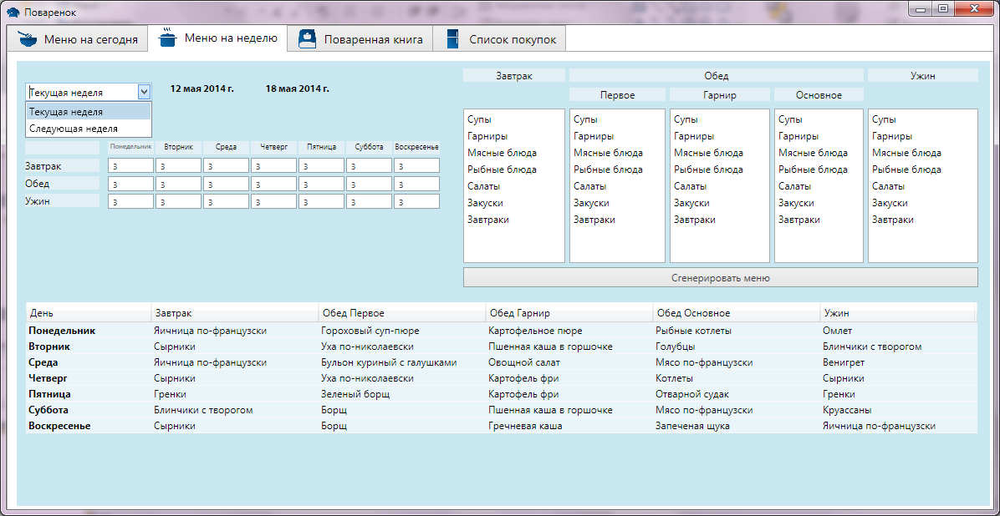 Поваренок
Меню на сегодня Меню на неделю Поваренная книга Список покупок
Завтрак Обед Ужин
Текущая неделя 12 мая 2014 г. 18 мая 2014 г.
Первое Гарнир Основное
Текущая неделя
Следующая неделя
Супы Супы Супы Супы Супы
Гарниры Гарниры Гарниры Гарниры Гарниры
Мясные блюда Мясные блюда Мясные блюда Мясные блюда Мясные блюда
Рыбные блюда Рыбные блюда Рыбные блюда Рыбные блюда Рыбные блюда
Салаты Салаты Салаты Салаты Салаты
Закуски Закуски Закуски Закуски Закуски
Завтраки Завтраки Завтраки Завтраки Завтраки
Понедельник Вторник Среда Четверг Пятница Суббота Воскресенье
Завтрак 3 3 3 3 3 3 3
Обед 3 3 3 3 3 3 3
Ужин 3 3 3 3 3 3 3
Сгенерировать меню
День Завтрак Обед Первое Обед Гарнир Обед Основное Ужин
Понедельник Яичница по-французски Гороховый суп-пюре Картофельное пюре Рыбные котлеты Омлет
Вторник Сырники Уха по-николаевски Пшенная каша в горшочке Голубцы Блинчики с творогом
Среда Яичница по-французски Бульон куриный с галушками Овощной салат Мясо по-французски Венигрет
Четверг Сырники Уха по-николаевски Картофель фри Котлеты Сырники
Пятница Гренки Зеленый борщ Картофель фри Отварной судак Гренки
Суббота Блинчики с творогом Борщ Пшенная каша в горшочке Мясо по-французски Круассаны
Воскресенье Сырники Борщ Гречневая каша Запеченая щука Яичница по-французски